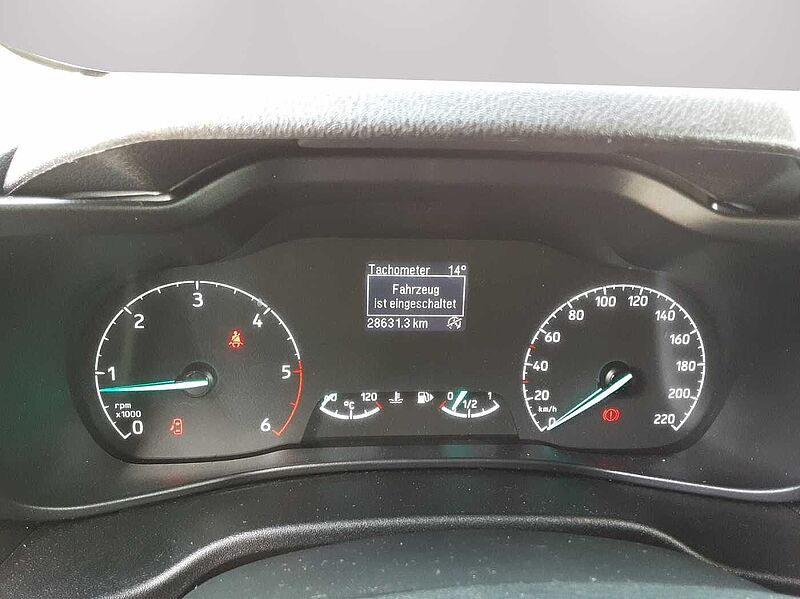 Tachometer 14°
Fahrzeug
ist eingeschaltet
28631.3 km
0 1 2 3 4 5 6
rpm
x1000
120
°C
0 1/2 1
0 20 40 60 80 100 120 140 160 180 200 220
km/h